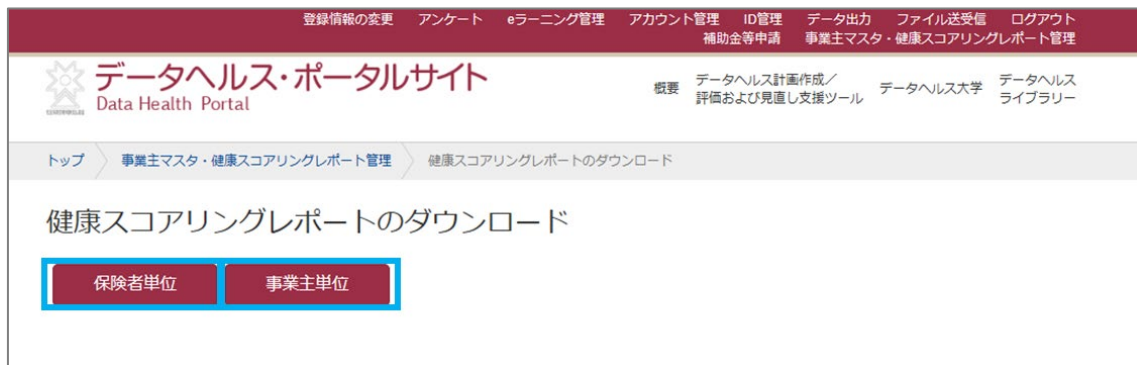 登録情報の変更 アンケート eラーニング管理 アカウント管理 ID管理 データ出力 ファイル送受信 ログアウト
補助金等申請 事業主マスタ・健康スコアリングレポート管理
データヘルス・ポータルサイト
Data Health Portal
概要 データヘルス計画作成／
評価および見直し支援ツール データヘルス大学 データヘルス
ライブラリー
トップ 事業主マスタ・健康スコアリングレポート管理 健康スコアリングレポートのダウンロード
健康スコアリングレポートのダウンロード
保険者単位 事業主単位